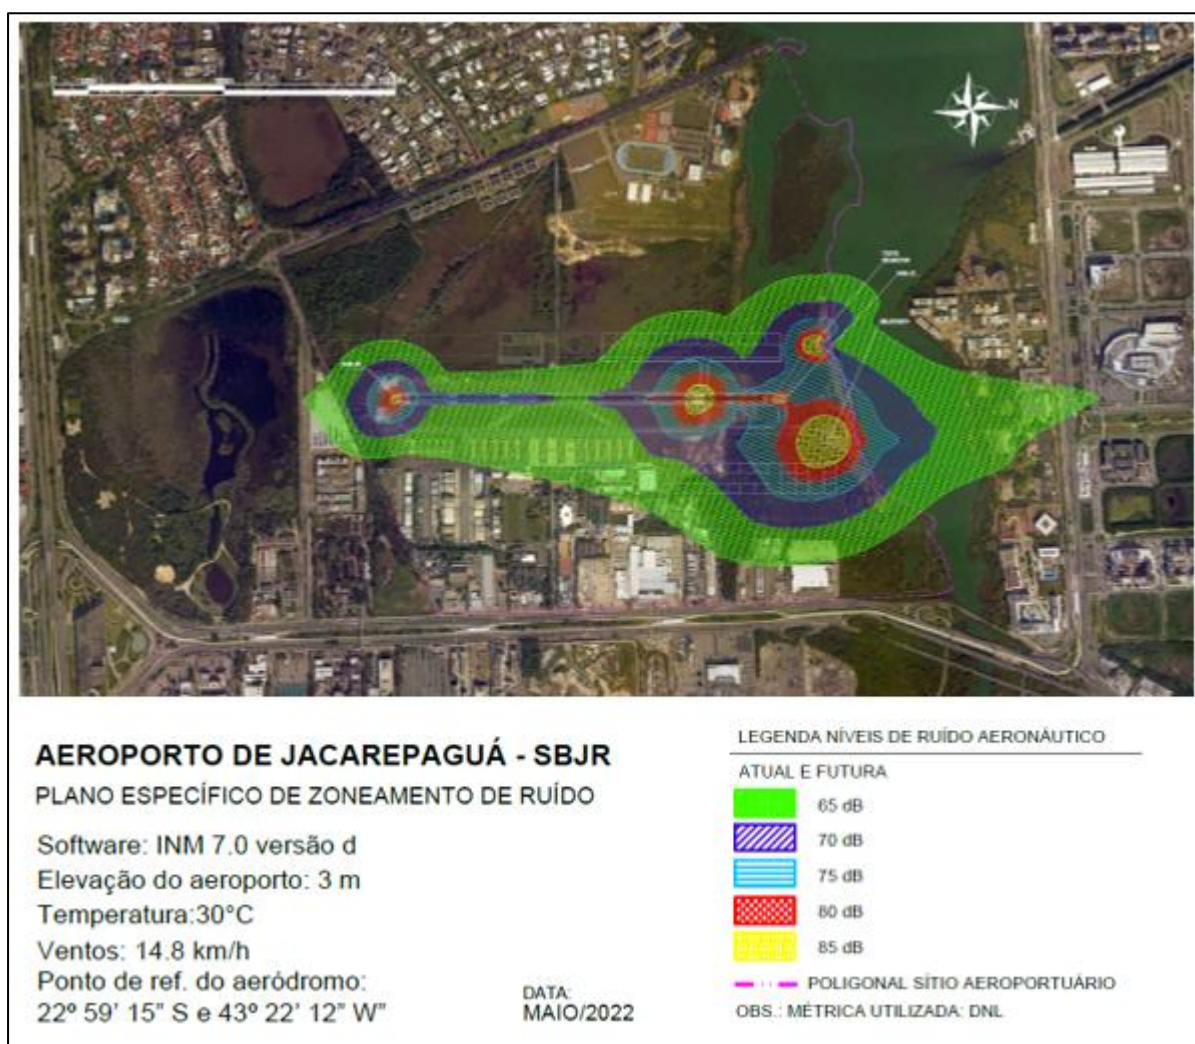 N
AEROPORTO DE JACAREPAGUÁ - SBJR
PLANO ESPECÍFICO DE ZONEAMENTO DE RUÍDO
Software: INM 7.0 versão d
Elevação do aeroporto: 3 m
Temperatura:30°C
Ventos: 14.8 km/h
Ponto de ref. do aeródromo:
22º 59' 15" S e 43º 22' 12" W"
DATA:
MAIO/2022
LEGENDA NÍVEIS DE RUÍDO AERONÁUTICO
ATUAL E FUTURA
65 dB
70 dB
75 dB
80 dB
85 dB
POLIGONAL SÍTIO AEROPORTUÁRIO
OBS.: MÉTRICA UTILIZADA: DNL